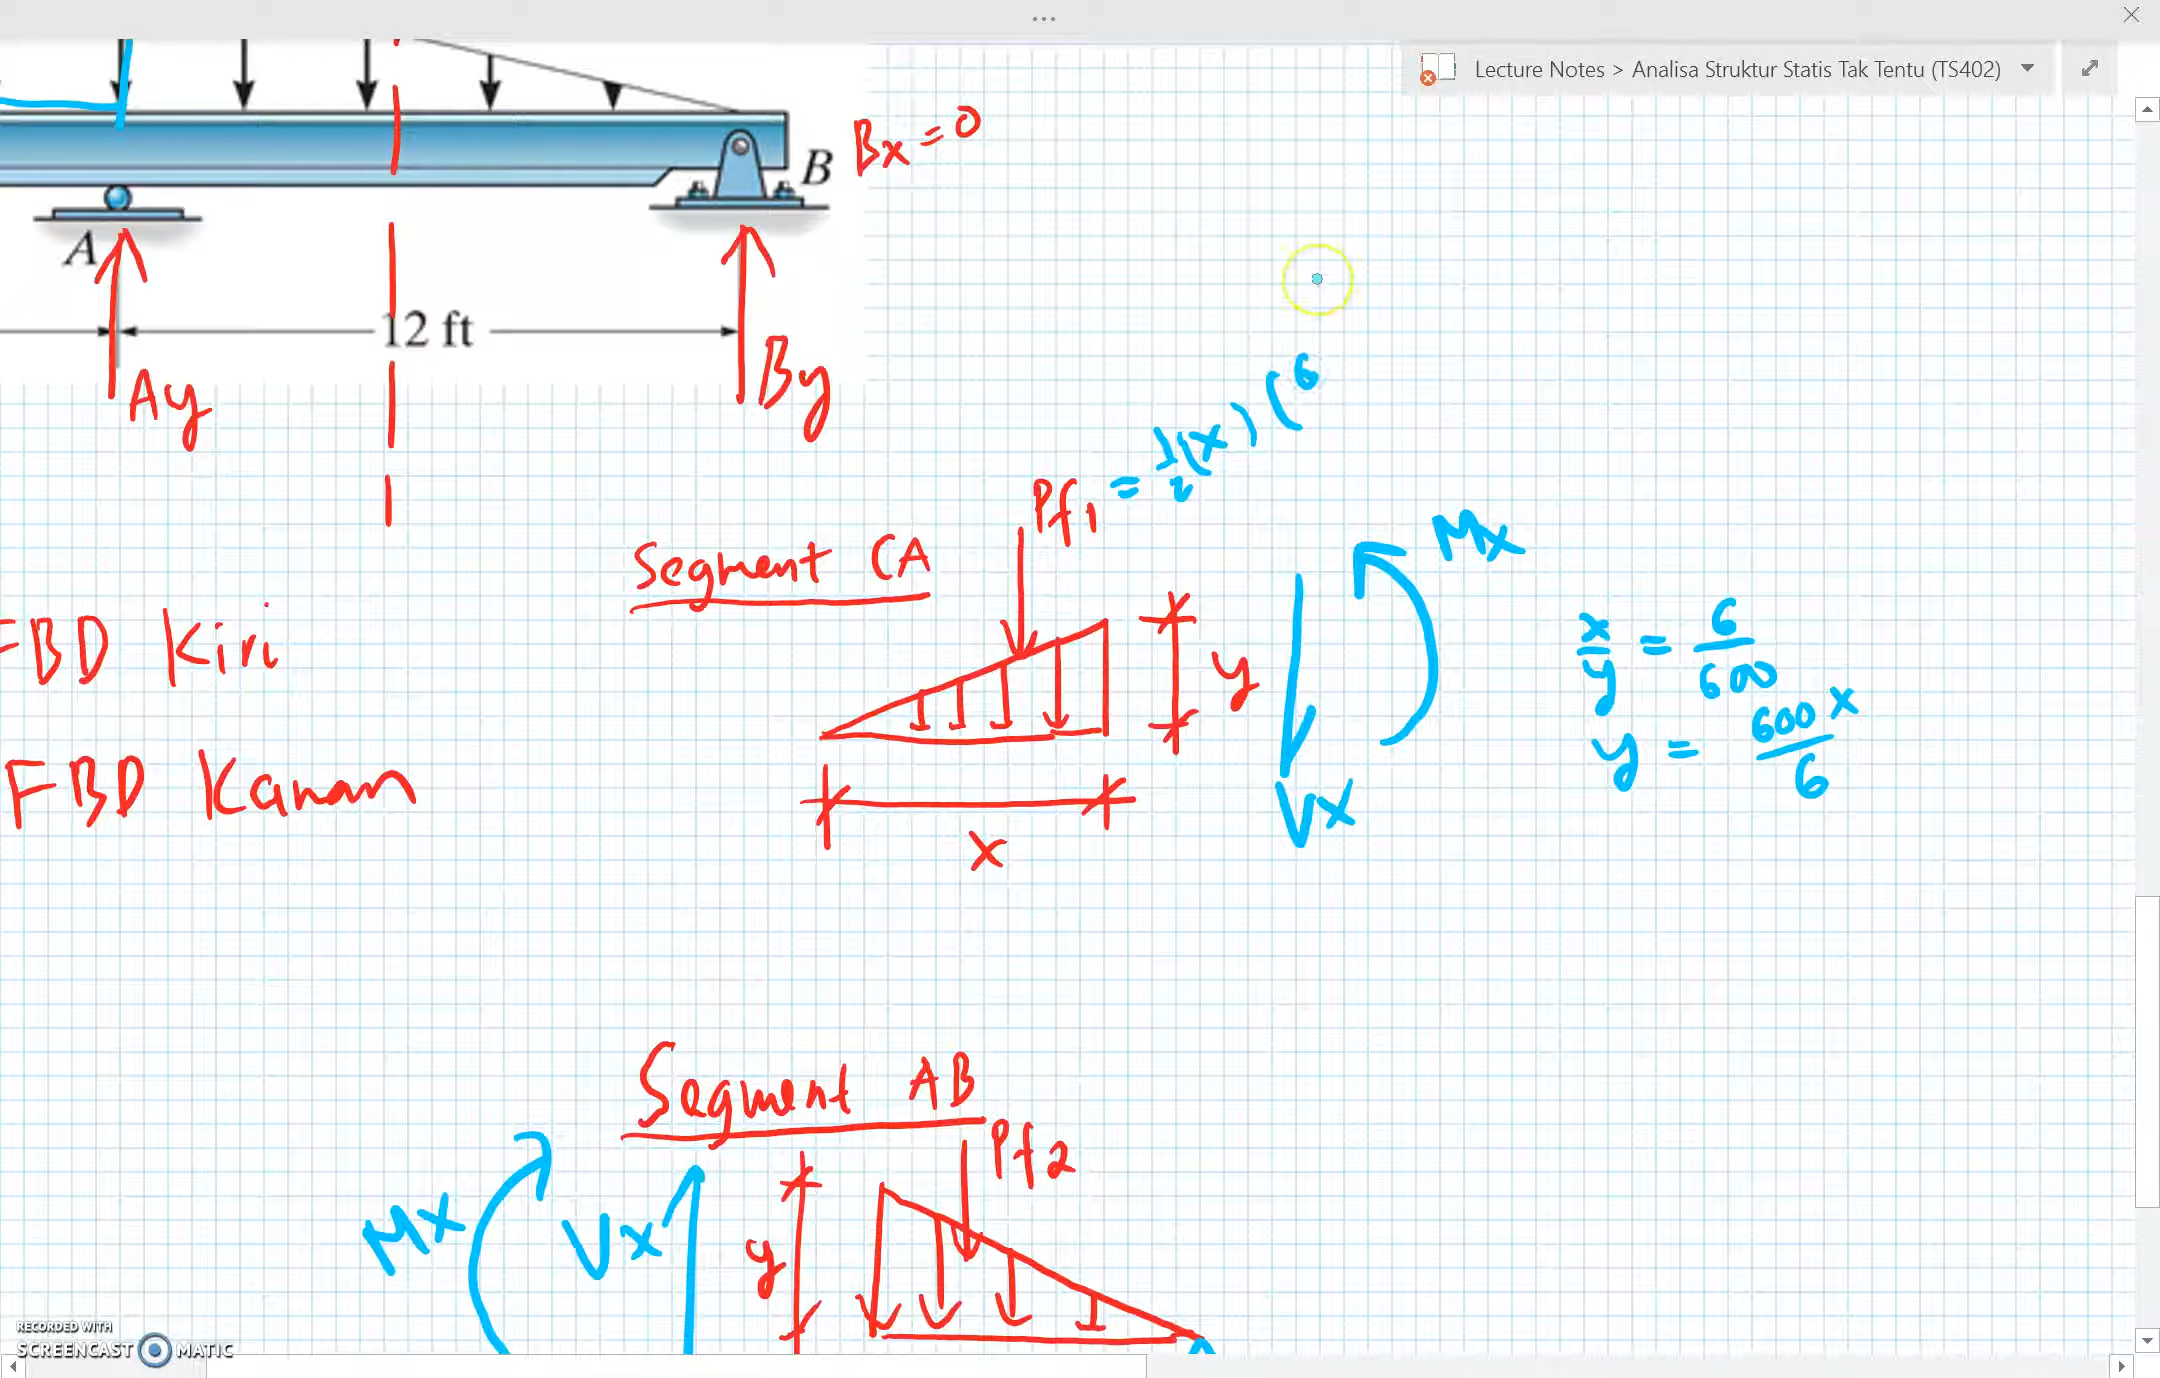 Lecture Notes > Analisa Struktur Statis Tak Tentu (TS402)
Bx = 0
B
A
12 ft
Ay
By
Pf1 = 1/2 (x) (6
Segment CA
Mx
y
Vx
x
x/y = 6/600
y = 600x/6
FBD Kiri
FBD Kanan
Segment AB
Pf2
Mx
Vx
y
RECORDED WITH
SCREENCAST MATIC